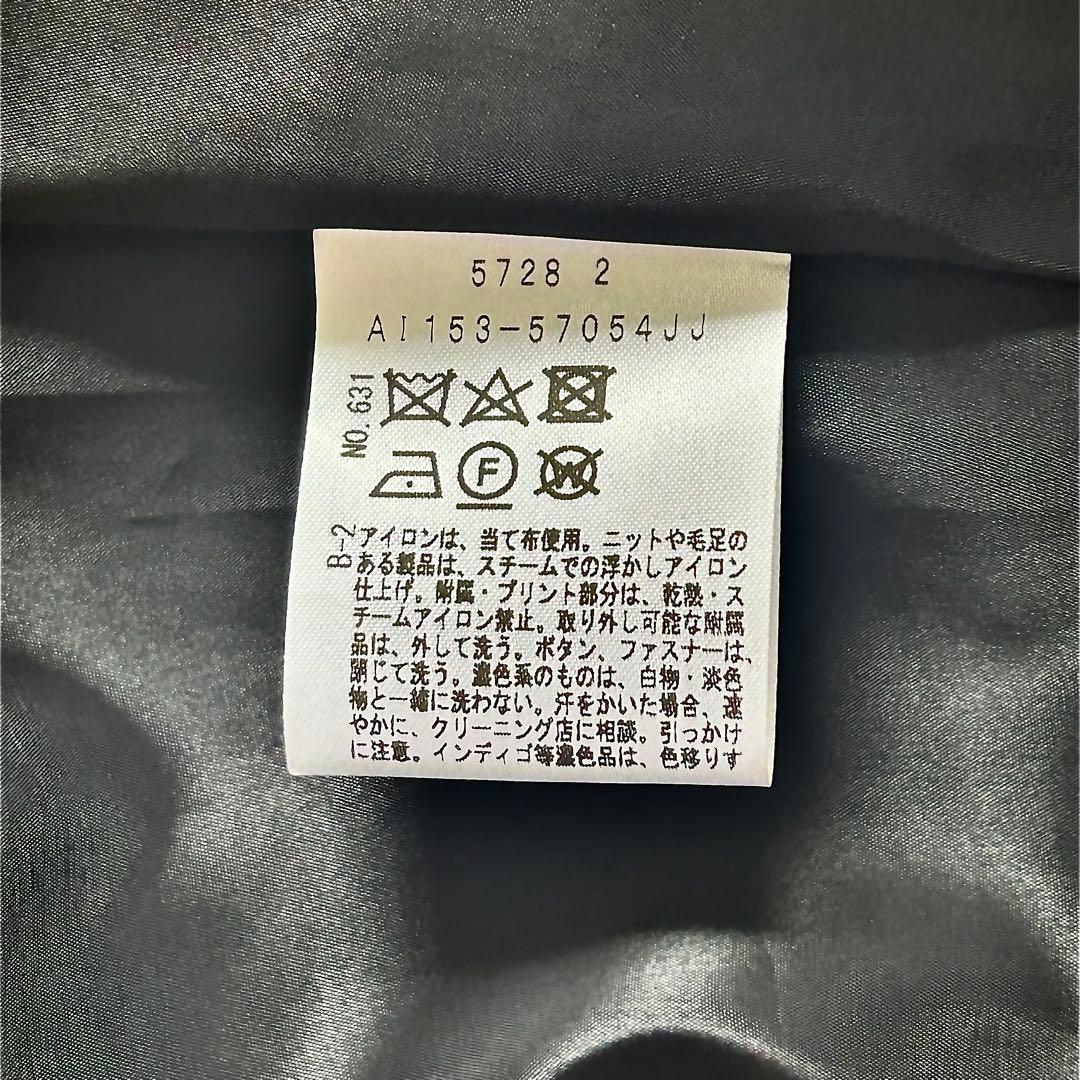 5728 2
AI153-57054JJ
NO.631
F
W
B-2
アイロンは、当て布使用。ニットや毛足の
ある製品は、スチームでの浮かしアイロン
仕上げ。附属・プリント部分は、乾熱・ス
チームアイロン禁止。取り外し可能な附属
品は、外して洗う。ボタン、ファスナーは、
閉じて洗う。濃色系のものは、白物・淡色
物と一緒に洗わない。汗をかいた場合、速
やかに、クリーニング店に相談。引っかけ
に注意。インディゴ等濃色品は、色移りす